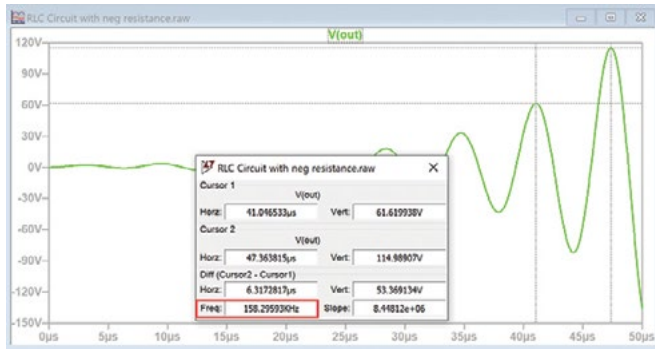 RLC Circuit with neg resistance.raw
V(out)
120V
90V
60V
30V
0V
-30V
-60V
-90V
-120V
-150V
RLC Circuit with neg resistance.raw
Cursor 1
V(out)
Horz: 41.046533µs Vert: 61.619938V
Cursor 2
V(out)
Horz: 47.363815µs Vert: 114.98907V
Diff (Cursor2 - Cursor1)
Horz: 6.3172817µs Vert: 53.369134V
Freq: 158.29593KHz Slope: 8.44812e+06
0µs 5µs 10µs 15µs 20µs 25µs 30µs 35µs 40µs 45µs 50µs